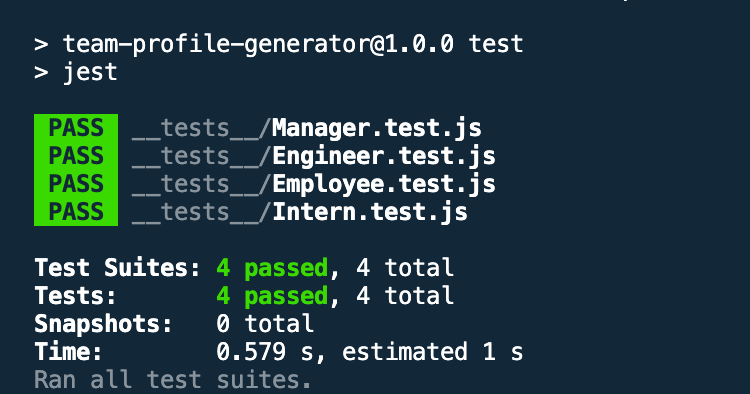 > team-profile-generator@1.0.0 test
> jest
PASS __tests__/Manager.test.js
PASS __tests__/Engineer.test.js
PASS __tests__/Employee.test.js
PASS __tests__/Intern.test.js
Test Suites: 4 passed, 4 total
Tests: 4 passed, 4 total
Snapshots: 0 total
Time: 0.579 s, estimated 1 s
Ran all test suites.